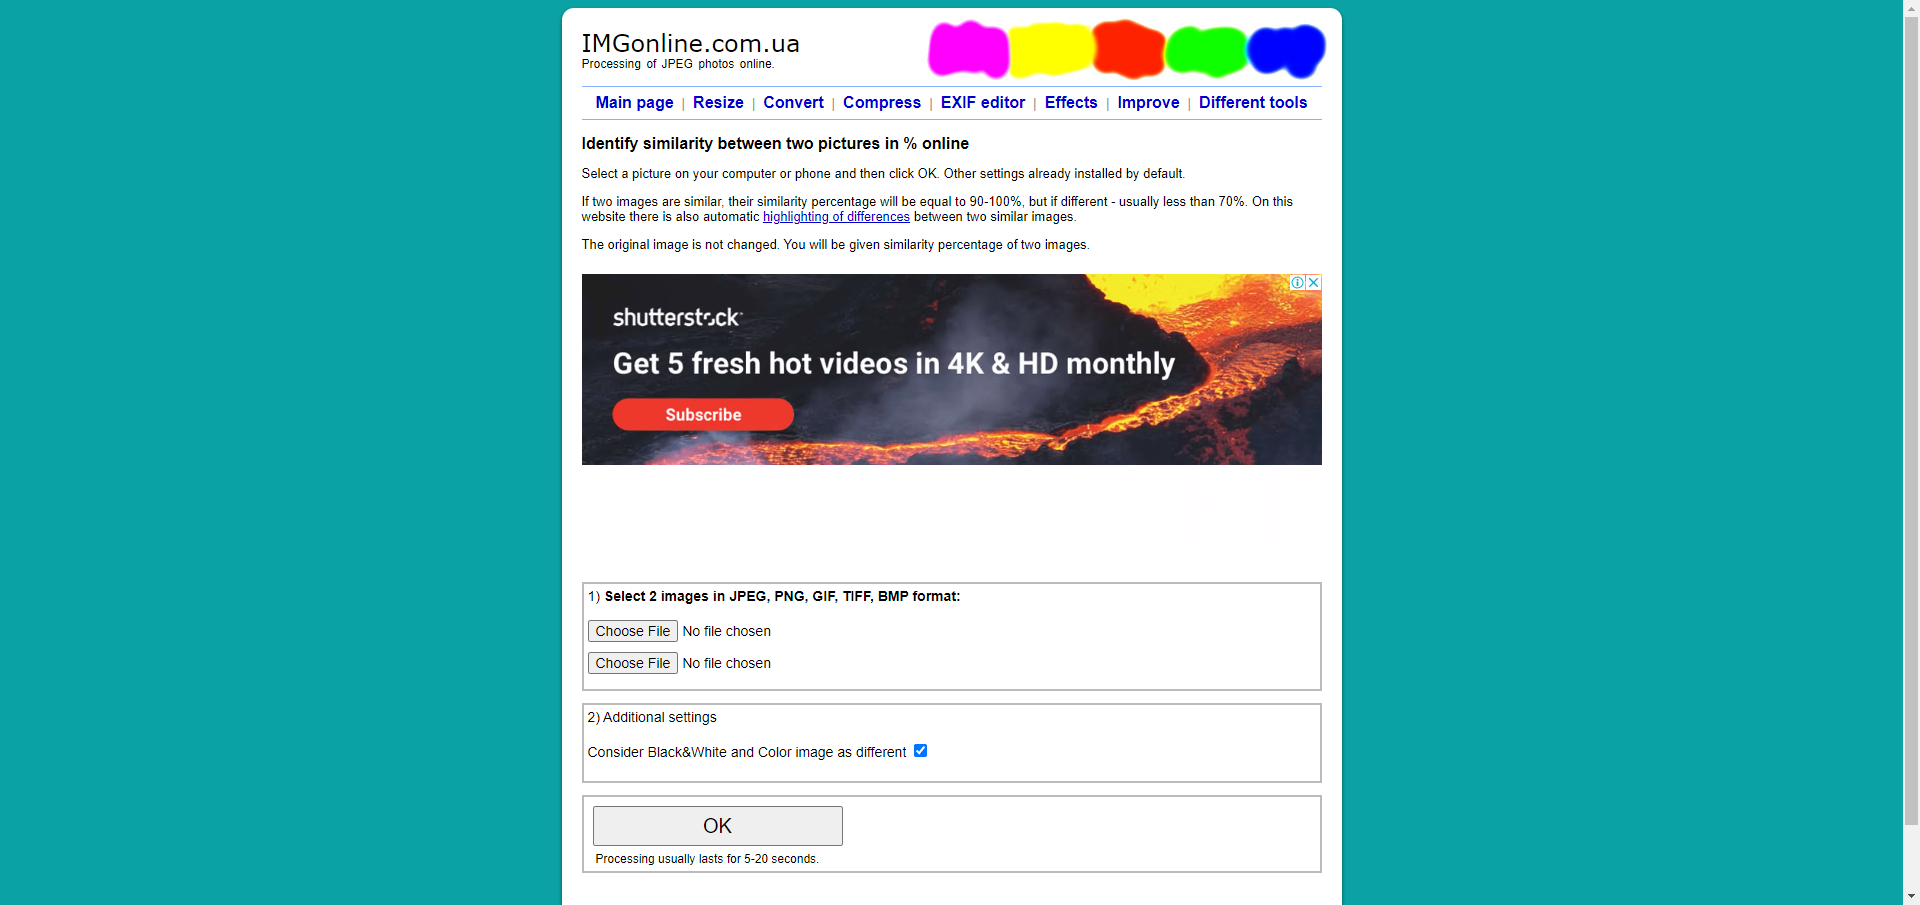 IMGonline.com.ua
Processing of JPEG photos online.
Main page | Resize | Convert | Compress | EXIF editor | Effects | Improve | Different tools
Identify similarity between two pictures in % online
Select a picture on your computer or phone and then click OK. Other settings already installed by default.
If two images are similar, their similarity percentage will be equal to 90-100%, but if different - usually less than 70%. On this
website there is also automatic highlighting of differences between two similar images.
The original image is not changed. You will be given similarity percentage of two images.
shutterstock
Get 5 fresh hot videos in 4K & HD monthly
Subscribe
1) Select 2 images in JPEG, PNG, GIF, TIFF, BMP format:
Choose File No file chosen
Choose File No file chosen
2) Additional settings
Consider Black&White and Color image as different
OK
Processing usually lasts for 5-20 seconds.